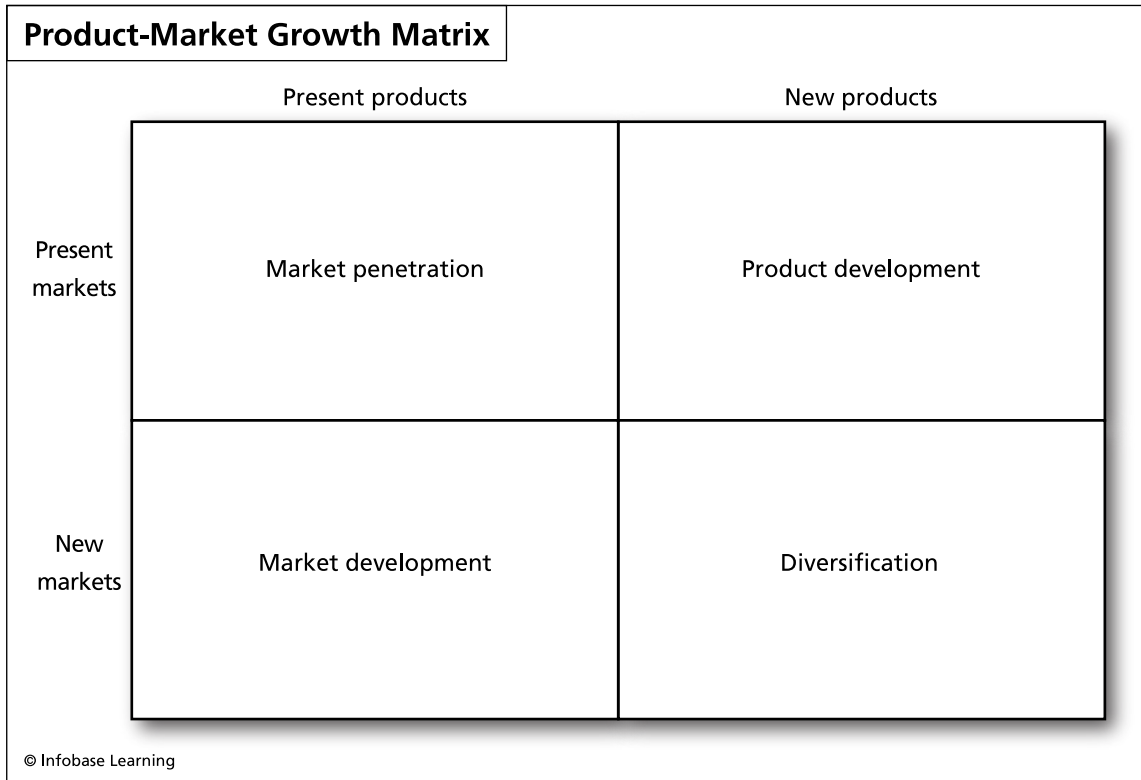 Product-Market Growth Matrix
Present products
New products
Present
markets
Market penetration
Product development
New
markets
Market development
Diversification
© Infobase Learning